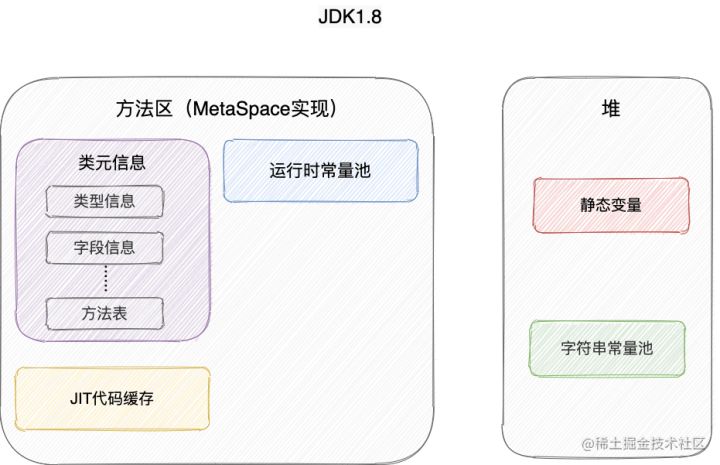 JDK1.8
方法区（MetaSpace实现）
类元信息
类型信息
字段信息
方法表
运行时常量池
JIT代码缓存
堆
静态变量
字符串常量池
@稀土掘金技术社区